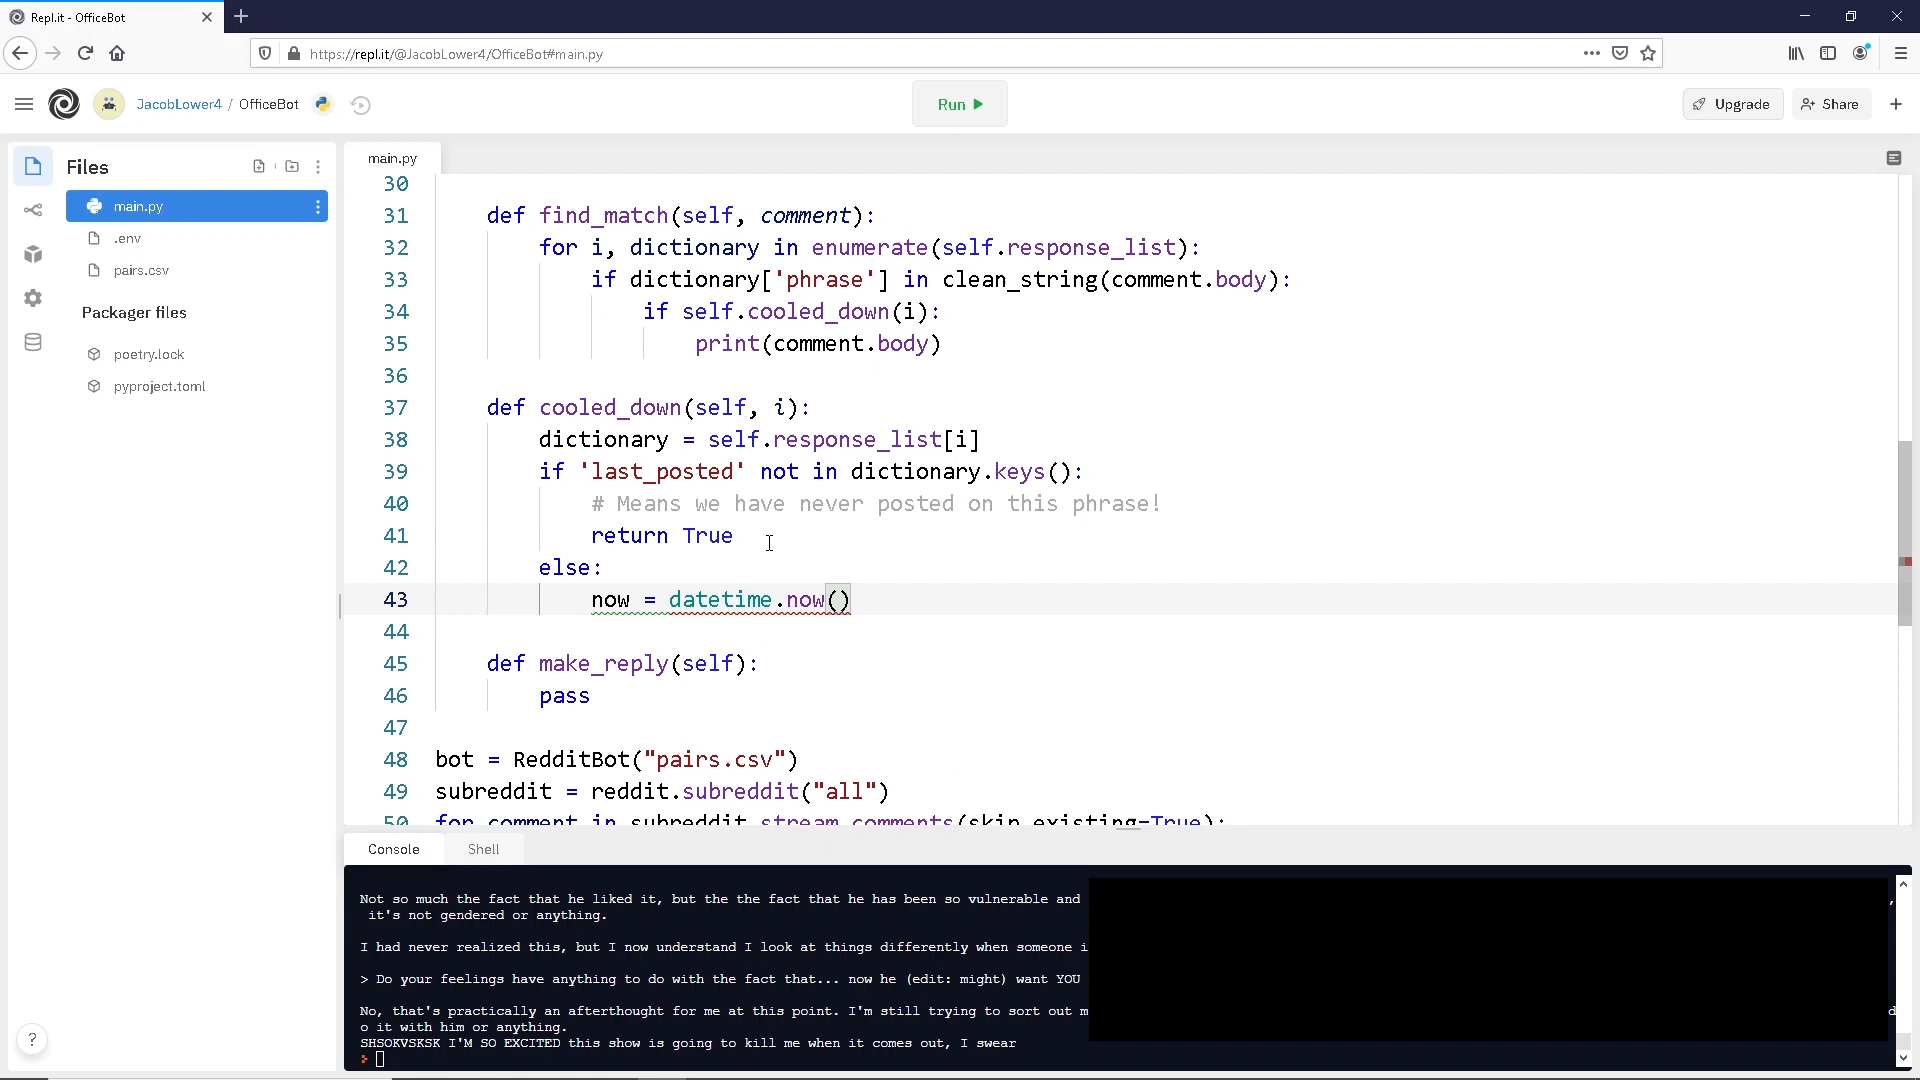 Repl.it - OfficeBot
https://repl.it/@JacobLower4/OfficeBot#main.py
JacobLower4 / OfficeBot
Run
Upgrade
Share
Files
main.py
.env
pairs.csv
Packager files
poetry.lock
pyproject.toml
main.py
30
31 def find_match(self, comment):
32 for i, dictionary in enumerate(self.response_list):
33 if dictionary['phrase'] in clean_string(comment.body):
34 if self.cooled_down(i):
35 print(comment.body)
36
37 def cooled_down(self, i):
38 dictionary = self.response_list[i]
39 if 'last_posted' not in dictionary.keys():
40 # Means we have never posted on this phrase!
41 return True
42 else:
43 now = datetime.now()
44
45 def make_reply(self):
46 pass
47
48 bot = RedditBot("pairs.csv")
49 subreddit = reddit.subreddit("all")
50 for comment in subreddit.stream.comments(skip_existing=True):
Console
Shell
Not so much the fact that he liked it, but the the fact that he has been so vulnerable and ,
it's not gendered or anything.
I had never realized this, but I now understand I look at things differently when someone i
> Do your feelings have anything to do with the fact that... now he (edit: might) want YOU
No, that's practically an afterthought for me at this point. I'm still trying to sort out m d
o it with him or anything.
SHSOKVSKSK I'M SO EXCITED this show is going to kill me when it comes out, I swear
>
?